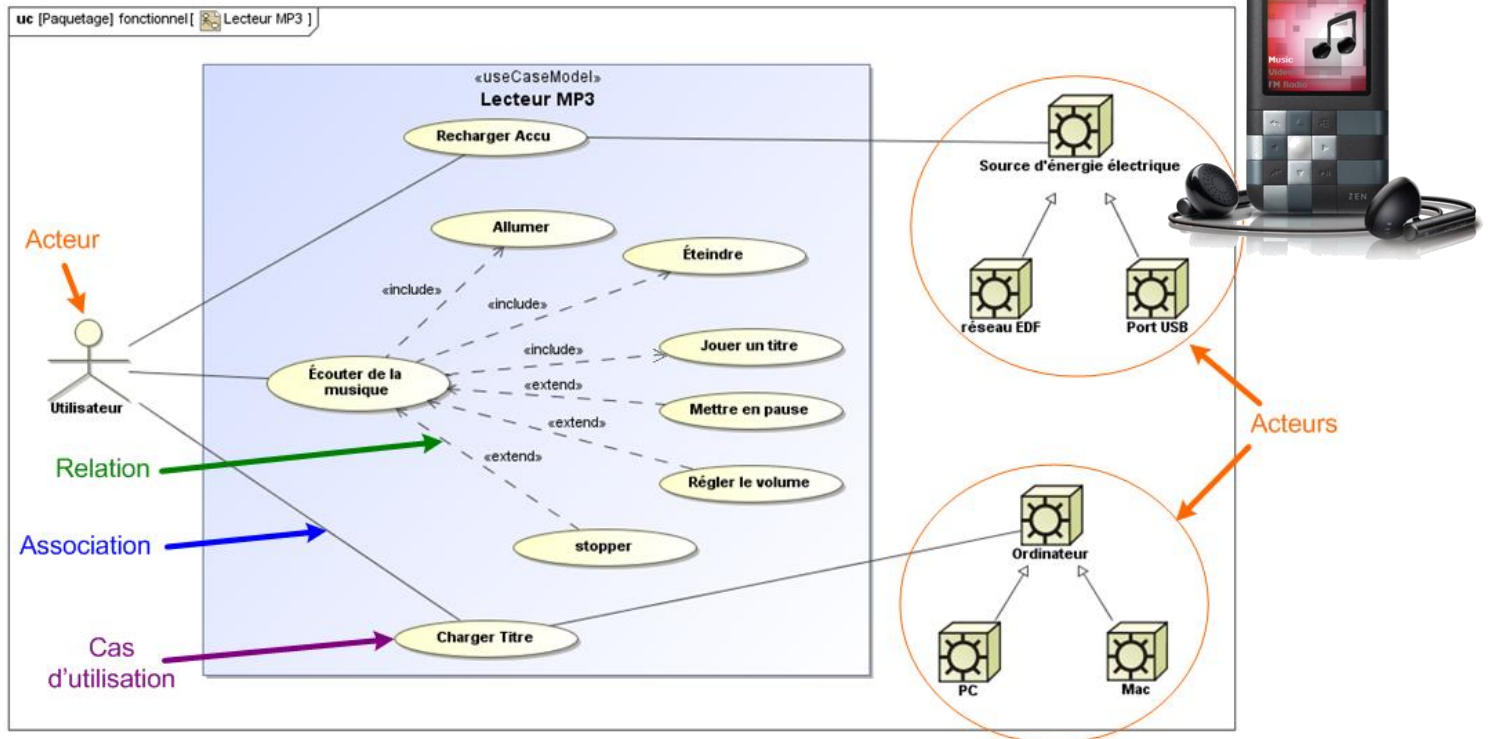 uc [Paquetage] fonctionnel[ Lecteur MP3 ]
«useCaseModel»
Lecteur MP3
Recharger Accu
Source d'énergie électrique
Music
Video
FM Radio
ZEN
Allumer
Acteur
Éteindre
«include»
«include»
réseau EDF
Port USB
Jouer un titre
«include»
Écouter de la
musique
«extend»
Mettre en pause
Utilisateur
«extend»
Acteurs
Relation
«extend»
Régler le volume
Association
stopper
Ordinateur
Charger Titre
Cas
d'utilisation
PC
Mac